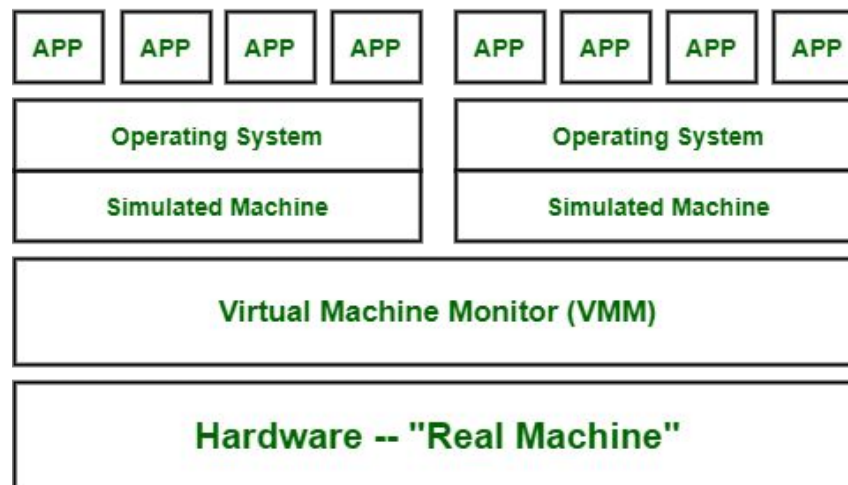 APP APP APP APP APP APP APP APP
Operating System Operating System
Simulated Machine Simulated Machine
Virtual Machine Monitor (VMM)
Hardware -- "Real Machine"